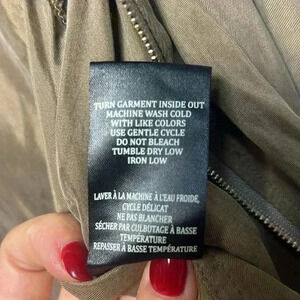 TURN GARMENT INSIDE OUT
MACHINE WASH COLD
WITH LIKE COLORS
USE GENTLE CYCLE
DO NOT BLEACH
TUMBLE DRY LOW
IRON LOW
LAVER À LA MACHINE À L'EAU FROIDE,
CYCLE DÉLICAT
NE PAS BLANCHER
SÉCHER PAR CULBUTAGE À BASSE
TEMPÉRATURE
REPASSER À BASSE TEMPÉRATURE